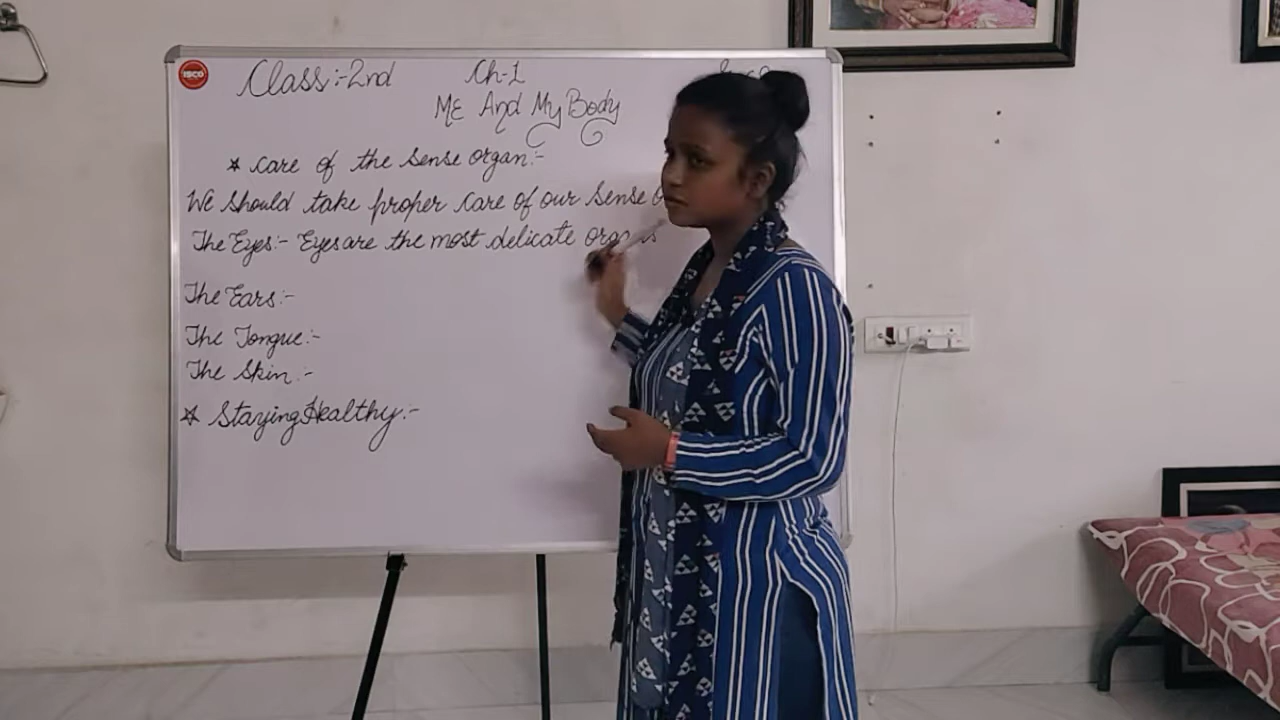 ISCO
Class:-2nd Ch-1
ME And My Body
* Care of the sense organ:-
We should take proper care of our sense
The Eyes:- Eyes are the most delicate
The Ears:-
The Tongue:-
The Skin:-
* Staying Healthy:-